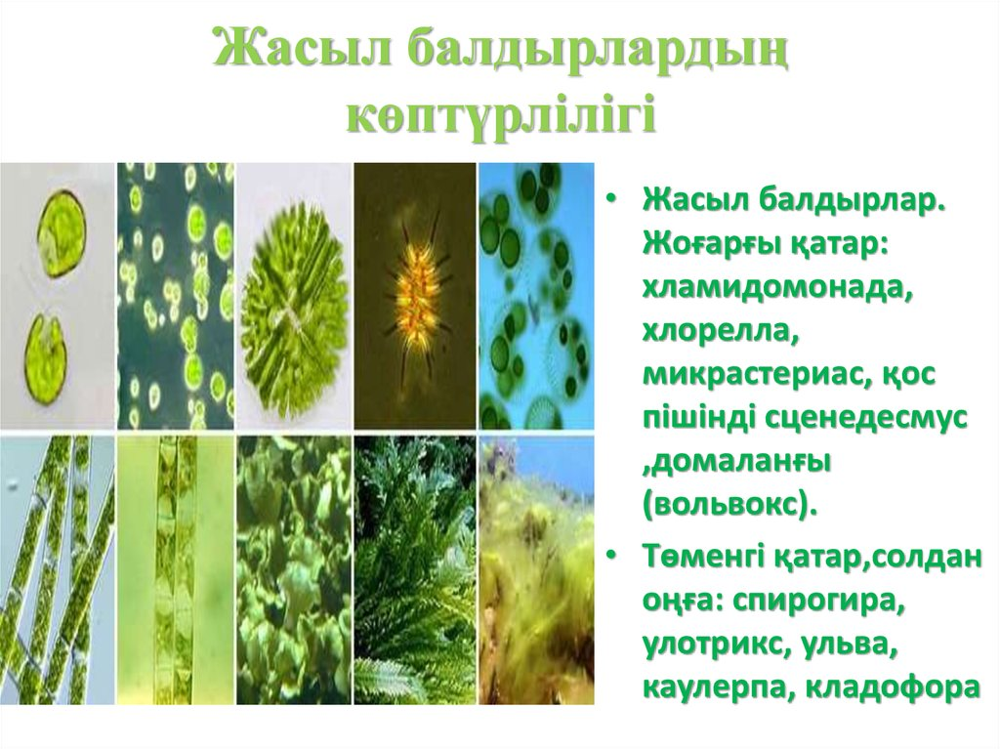 Жасыл балдырлардың
көптүрлілігі
• Жасыл балдырлар.
Жоғарғы қатар:
хламидомонада,
хлорелла,
микрастериас, қос
пішінді сценедесмус
,домаланғы
(вольвокс).
• Төменгі қатар,солдан
оңға: спирогира,
улотрикс, ульва,
каулерпа, кладофора